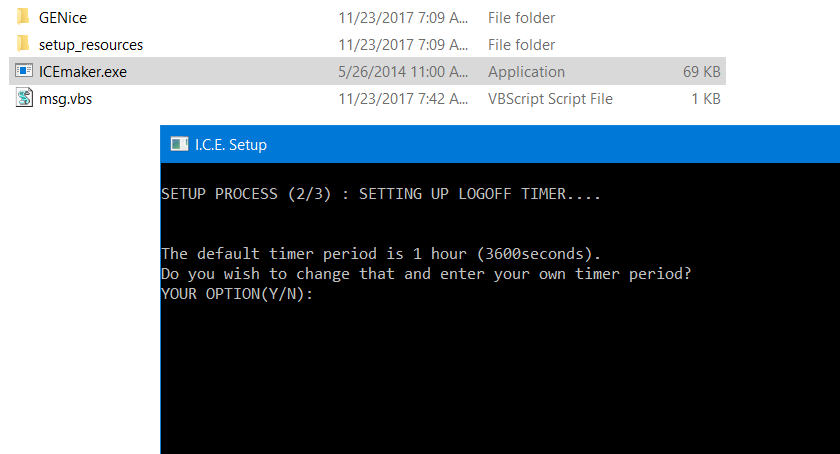 GENice 11/23/2017 7:09 A... File folder
setup_resources 11/23/2017 7:09 A... File folder
ICEmaker.exe 5/26/2014 11:00 A... Application 69 KB
msg.vbs 11/23/2017 7:42 A... VBScript Script File 1 KB
I.C.E. Setup
SETUP PROCESS (2/3) : SETTING UP LOGOFF TIMER....
The default timer period is 1 hour (3600seconds).
Do you wish to change that and enter your own timer period?
YOUR OPTION(Y/N):